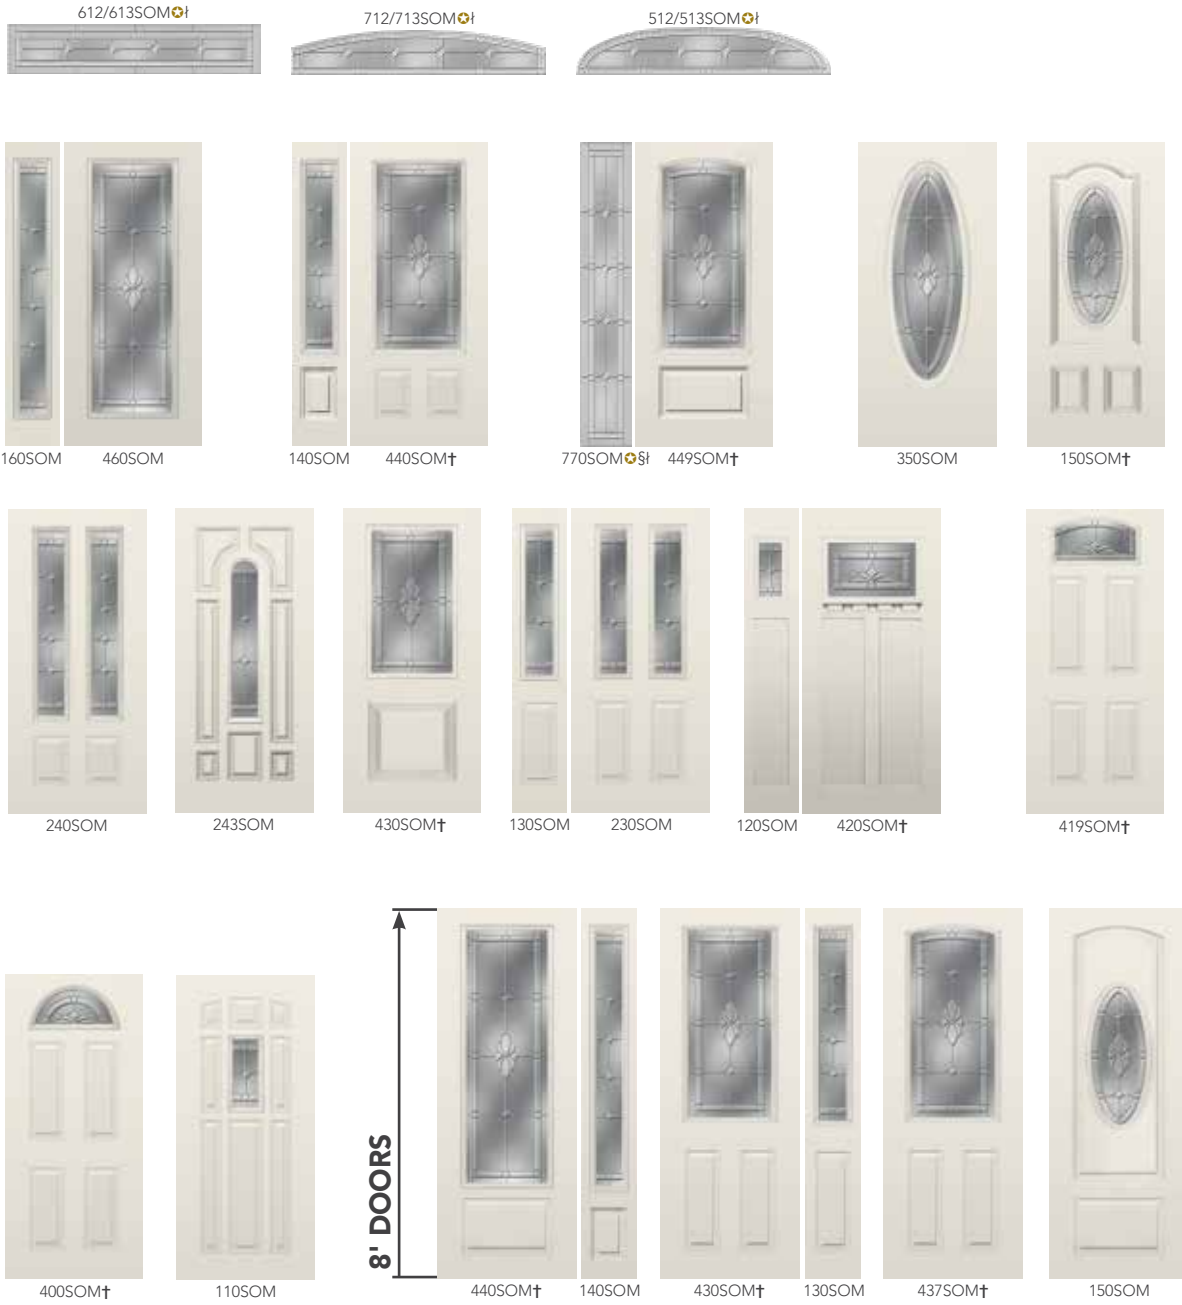 612/613SOM✪ƚ
712/713SOM✪ƚ
512/513SOM✪ƚ
160SOM
460SOM
140SOM
440SOM†
770SOM✪§ƚ
449SOM†
350SOM
150SOM†
240SOM
243SOM
430SOM†
130SOM
230SOM
120SOM
420SOM†
419SOM†
8' DOORS
400SOM†
110SOM
440SOM†
140SOM
430SOM†
130SOM
437SOM†
150SOM